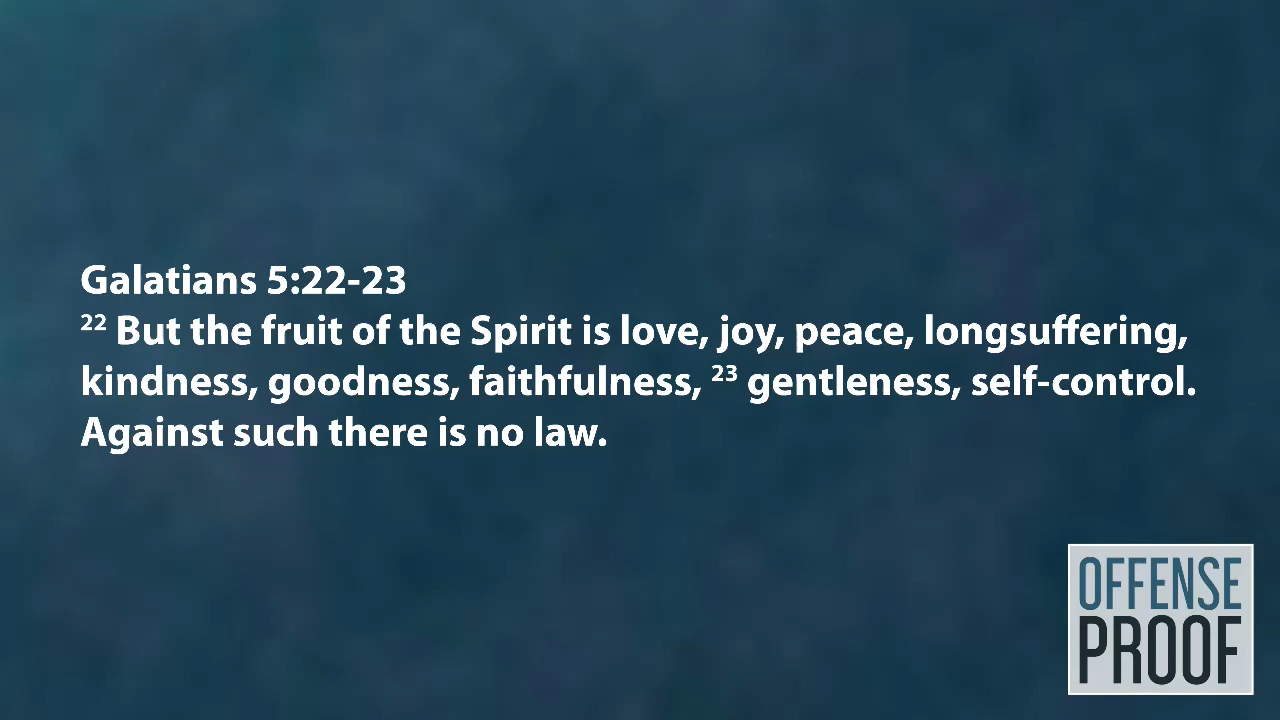 Galatians 5:22-23
22 But the fruit of the Spirit is love, joy, peace, longsuffering,
kindness, goodness, faithfulness, 23 gentleness, self-control.
Against such there is no law.
OFFENSE
PROOF